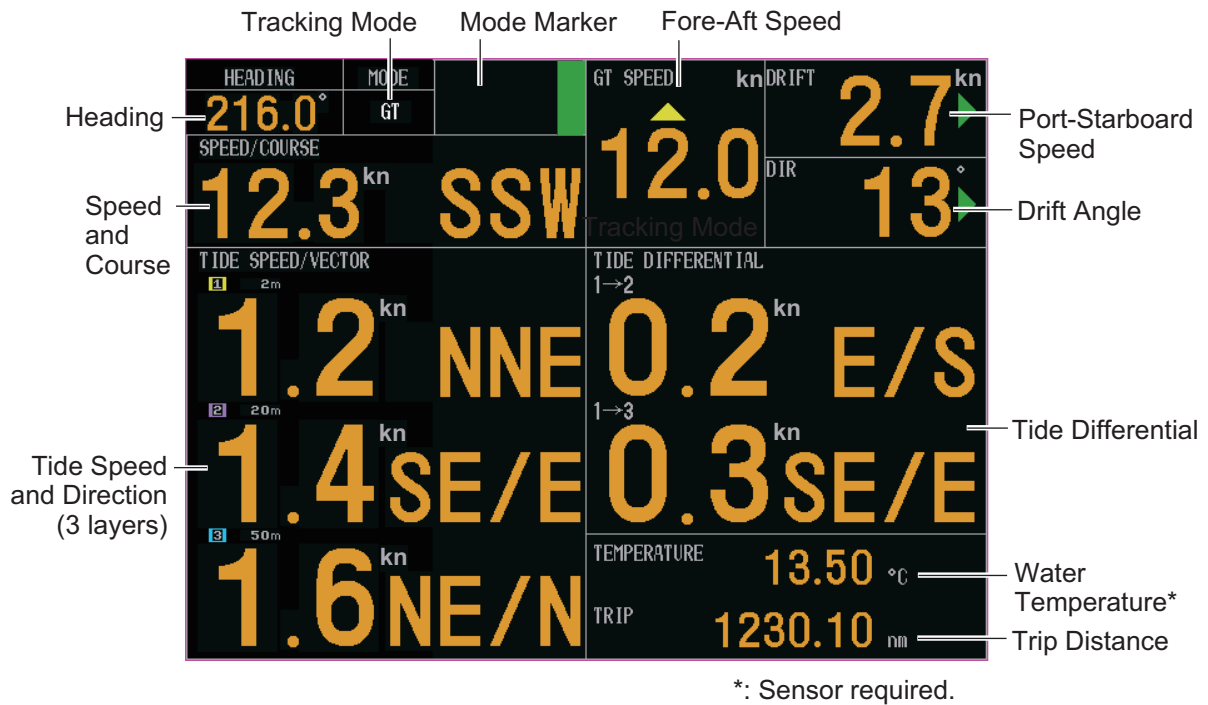 Tracking Mode Mode Marker Fore-Aft Speed
HEADING MODE GT SPEED kn DRIFT kn
Heading 216.0° GT 12.0 2.7 Port-Starboard
Speed
SPEED/COURSE DIR °
Speed
and
Course
12.3 kn SSW 13 Drift Angle
Tracking Mode
TIDE SPEED/VECTOR TIDE DIFFERENTIAL
1 2m 1→2
1.2 kn NNE 0.2 kn E/S
2 20m 1→3
1.4 kn SE/E 0.3 kn SE/E Tide Differential
Tide Speed
and Direction
(3 layers)
3 50m
1.6 kn NE/N
TEMPERATURE 13.50 °C Water
Temperature*
TRIP 1230.10 nm Trip Distance
*: Sensor required.